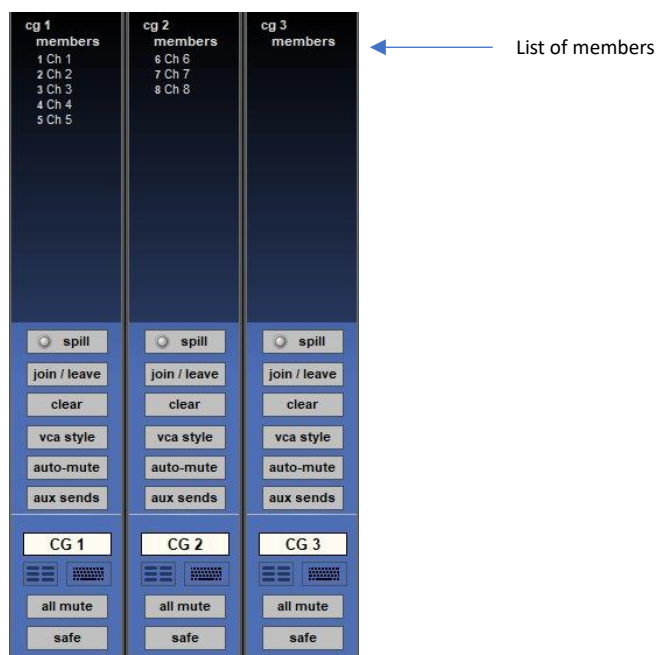 cg 1
members
1 Ch 1
2 Ch 2
3 Ch 3
4 Ch 4
5 Ch 5
spill
join / leave
clear
vca style
auto-mute
aux sends
CG 1
all mute
safe
cg 2
members
6 Ch 6
7 Ch 7
8 Ch 8
spill
join / leave
clear
vca style
auto-mute
aux sends
CG 2
all mute
safe
cg 3
members
spill
join / leave
clear
vca style
auto-mute
aux sends
CG 3
all mute
safe
List of members